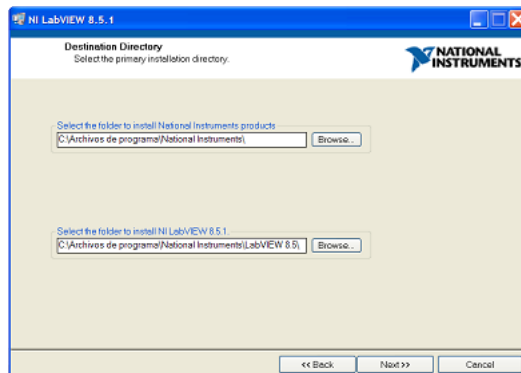 NI LabVIEW 8.5.1
Destination Directory
Select the primary installation directory.
NATIONAL
INSTRUMENTS
Select the folder to install National Instruments products
C:\Archivos de programa\National Instruments\
Browse...
Select the folder to install NI LabVIEW 8.5.1.
C:\Archivos de programa\National Instruments\LabVIEW 8.5\
Browse...
<< Back
Next >>
Cancel